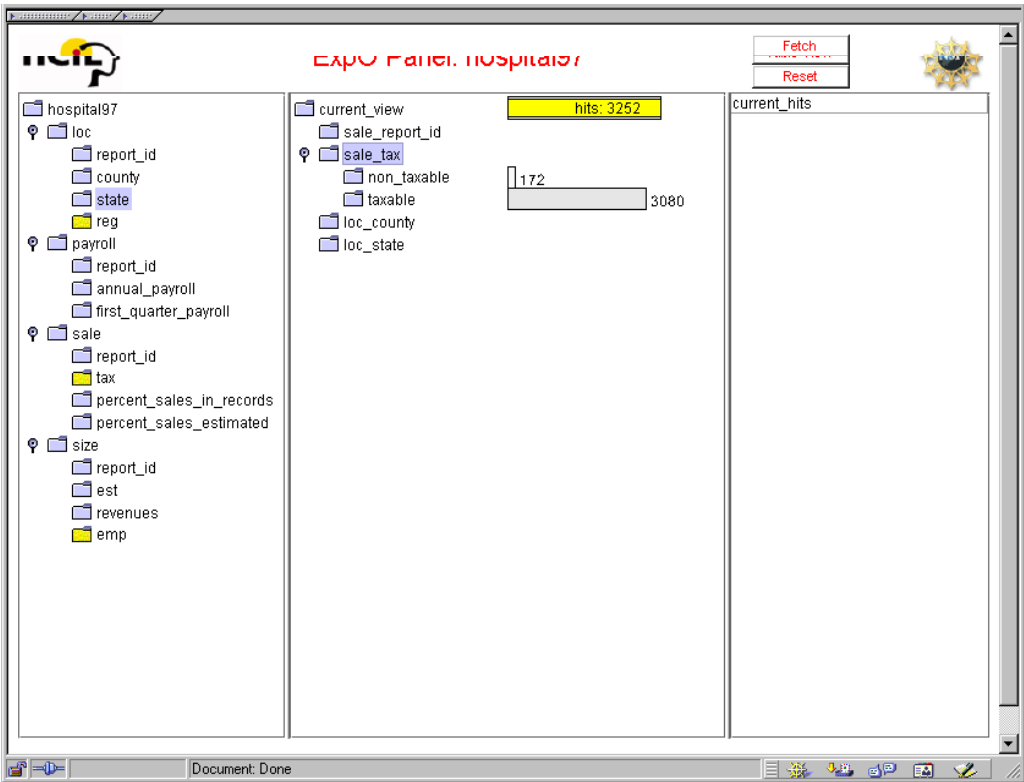 ncil
ExpO Panel: hospital97
Fetch
Reset
hospital97
loc
report_id
county
state
reg
payroll
report_id
annual_payroll
first_quarter_payroll
sale
report_id
tax
percent_sales_in_records
percent_sales_estimated
size
report_id
est
revenues
emp
current_view
hits: 3252
sale_report_id
sale_tax
non_taxable
172
taxable
3080
loc_county
loc_state
current_hits
Document: Done